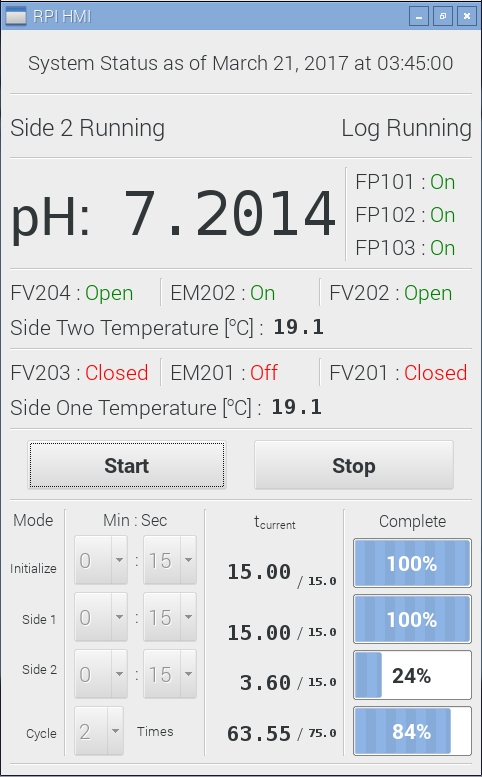 RPI HMI
System Status as of March 21, 2017 at 03:45:00
Side 2 Running Log Running
pH: 7.2014
FP101 : On
FP102 : On
FP103 : On
FV204 : Open EM202 : On FV202 : Open
Side Two Temperature [ºC] : 19.1
FV203 : Closed EM201 : Off FV201 : Closed
Side One Temperature [ºC] : 19.1
Start Stop
Mode Min : Sec tcurrent Complete
Initialize 0 : 15 15.00 / 15.0 100%
Side 1 0 : 15 15.00 / 15.0 100%
Side 2 0 : 15 3.60 / 15.0 24%
Cycle 2 Times 63.55 / 75.0 84%